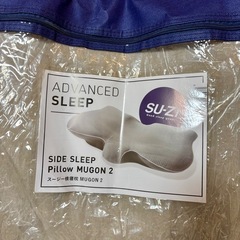 ADVANCED
SLEEP
SU-ZI
SIDE SLEEP
Pillow MUGON 2
スージー横寝枕 MUGON 2